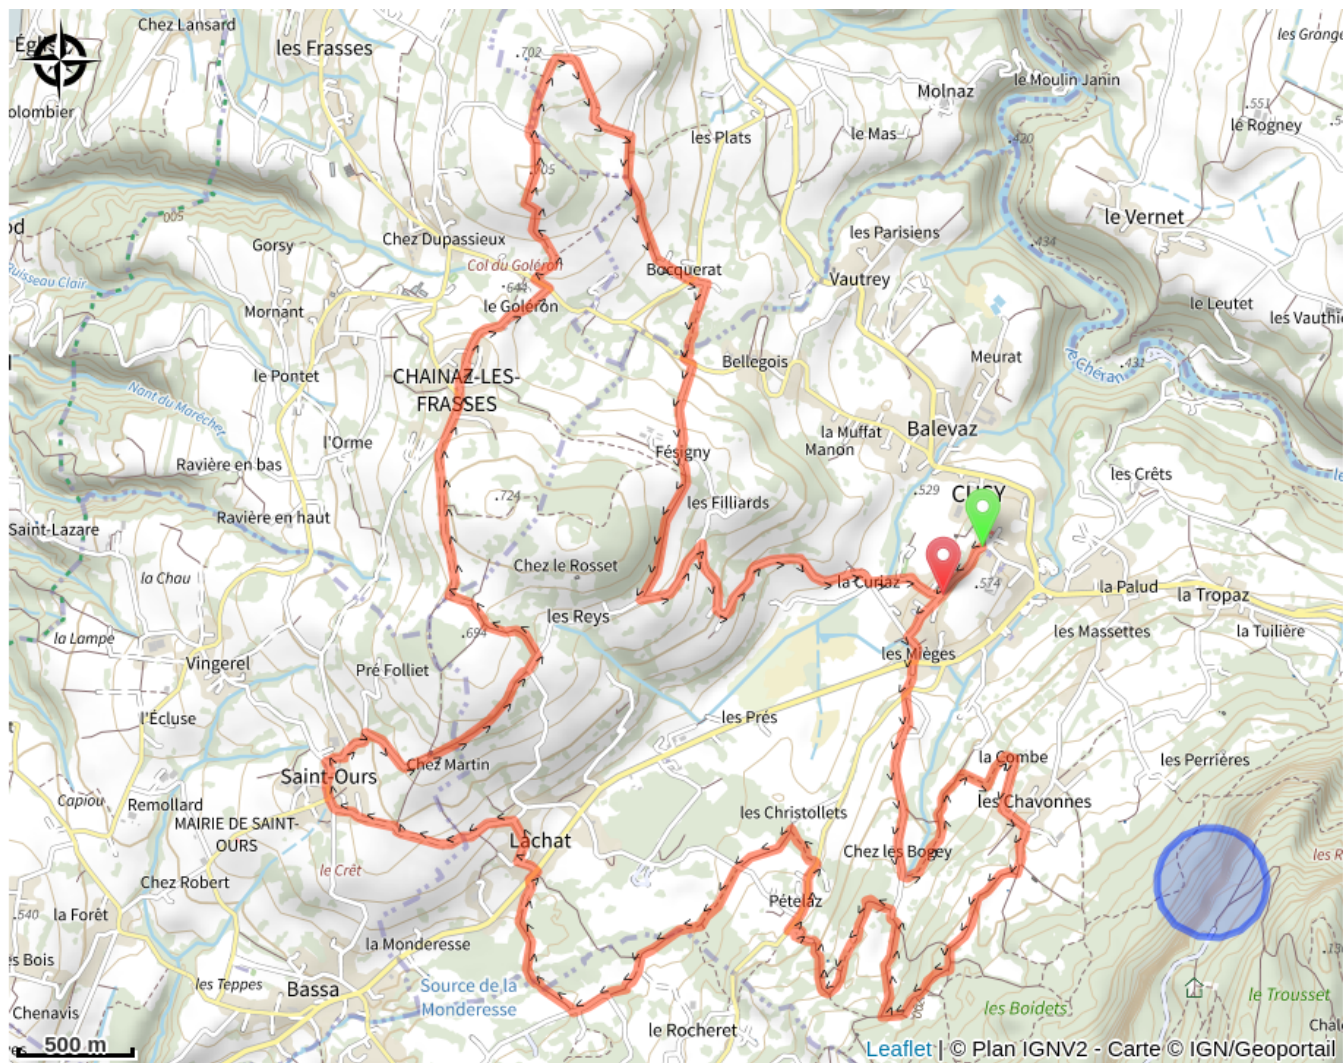 Chez Lansard
les Frasses
les Grange
.702
le Moulin Janin
Molnaz
olombier
.551
le Rogney
les Plats
le Mas
.420
.705
le Vernet
Gorsy
Chez Dupassieux
les Parisiens
.434
Col du Goléron
Bocquerat
Ruisseau Clair
Vautrey
.644
le Goléron
Mornant
le Leutet
les Vauthi
Bellegois
Meurat
le Chéran
.431
le Pontet
CHAINAZ-LES-
FRASSES
Nant du Marécher
la Muffat
Balevaz
l'Orme
Manon
Fésigny
Ravière en bas
les Crêts
.724
.529
CUSY
les Filliards
Ravière en haut
Saint-Lazare
Chez le Rosset
la Chau
la Curiaz
.574
la Palud
la Tropaz
les Reys
la Lampe
.694
les Massettes
la Tuilière
Vingerel
Pré Folliet
les Mièges
l'Écluse
les Prés
la Combe
les Perrières
Chez Martin
Saint-Ours
Capiou
Remollard
les Chavonnes
les Christollets
MAIRIE DE SAINT-
OURS
Lachat
Chez les Bogey
les R
le Crêt
Chez Robert
Pételaz
.540
la Forêt
la Monderesse
es Bois
les Teppes
Bassa
Source de la
Monderesse
le Trousset
les Boidets
Chenavis
le Rocheret
Chal
500 m
Leaflet | © Plan IGNV2 - Carte © IGN/Geoportail